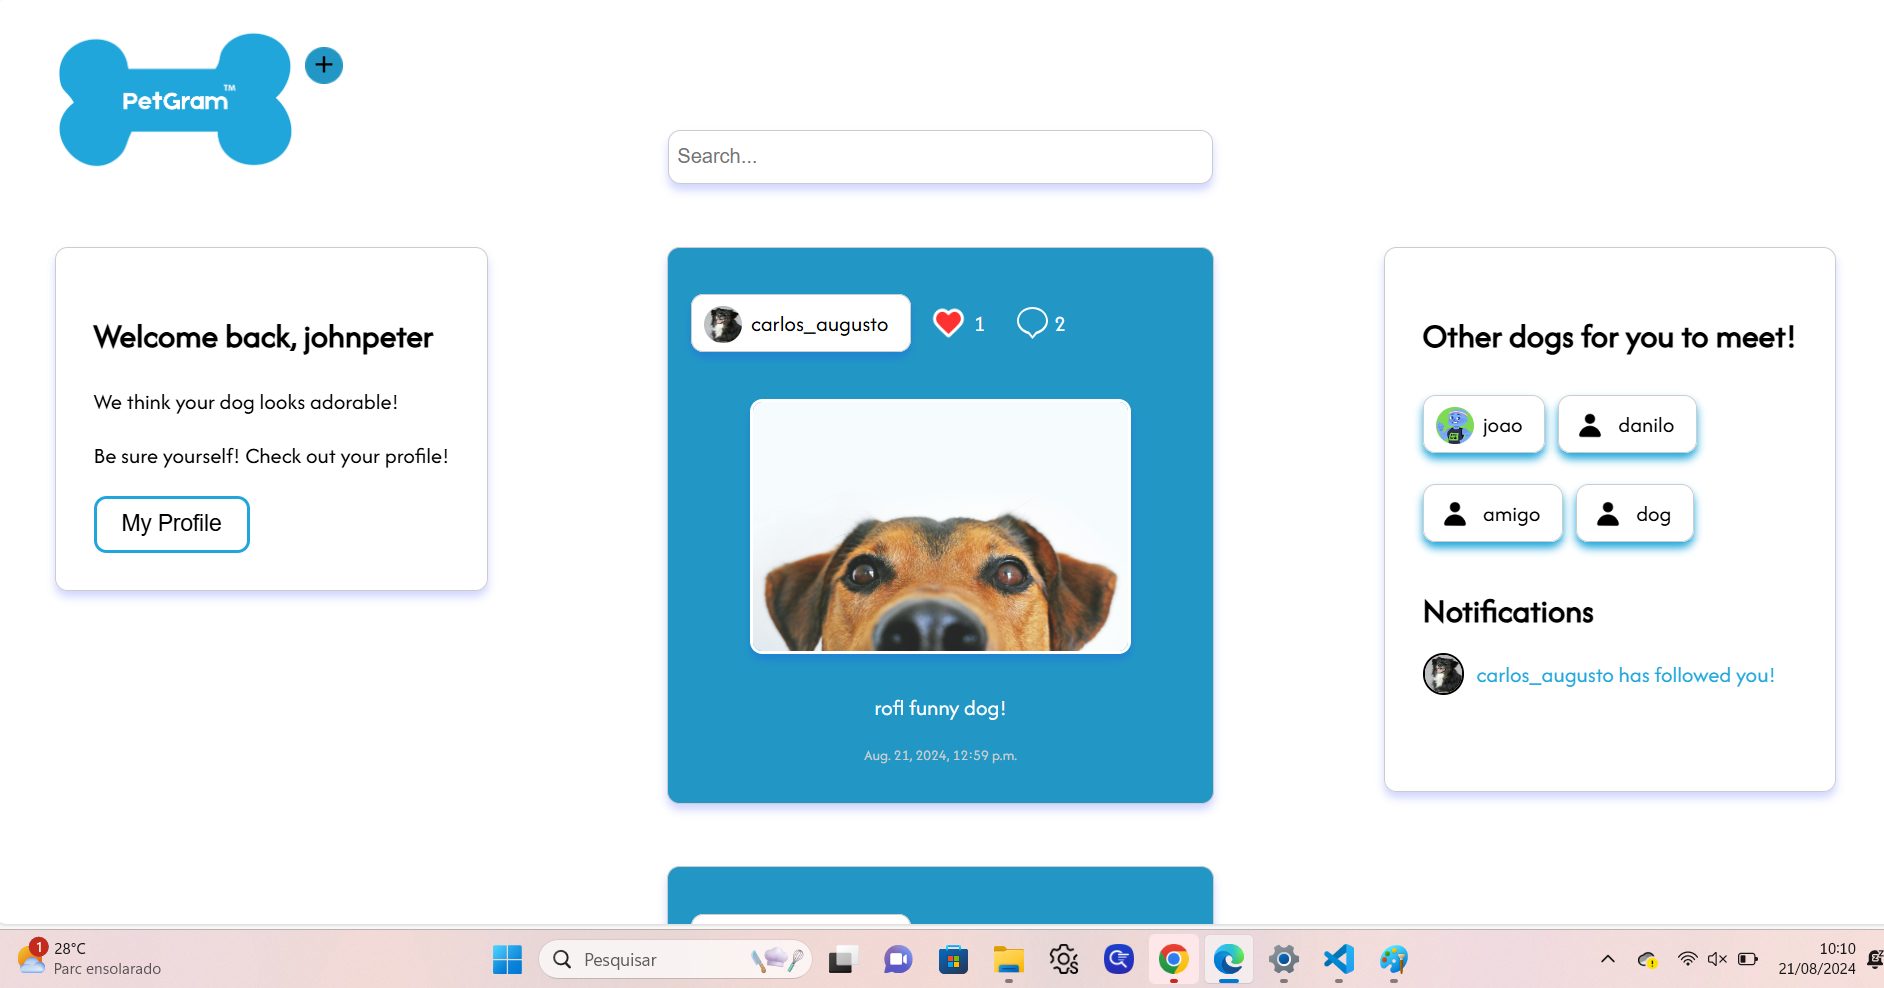 PetGram™
+
Search...
Welcome back, johnpeter
We think your dog looks adorable!
Be sure yourself! Check out your profile!
My Profile
carlos_augusto 1 2
rofl funny dog!
Aug. 21, 2024, 12:59 p.m.
Other dogs for you to meet!
joao danilo
amigo dog
Notifications
carlos_augusto has followed you!
1 28°C
Parc ensolarado
Pesquisar
10:10
21/08/2024